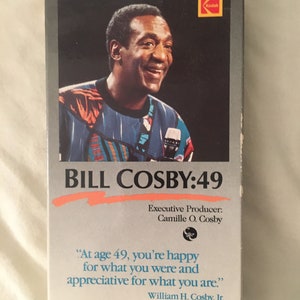 Kodak
BILL COSBY:49
Executive Producer:
Camille O. Cosby
"At age 49, you're happy
for what you were and
appreciative for what you are."
William H. Cosby, Jr.